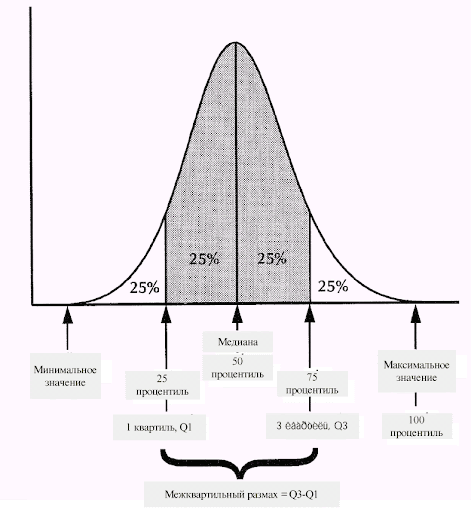 25%
25%
25%
25%
Минимальное
значение
25
процентиль
1 квартиль, Q1
Медиана
50
процентиль
75
процентиль
3 êâàðòèëü, Q3
Максимальное
значение
100
процентиль
Межквартильный размах = Q3-Q1